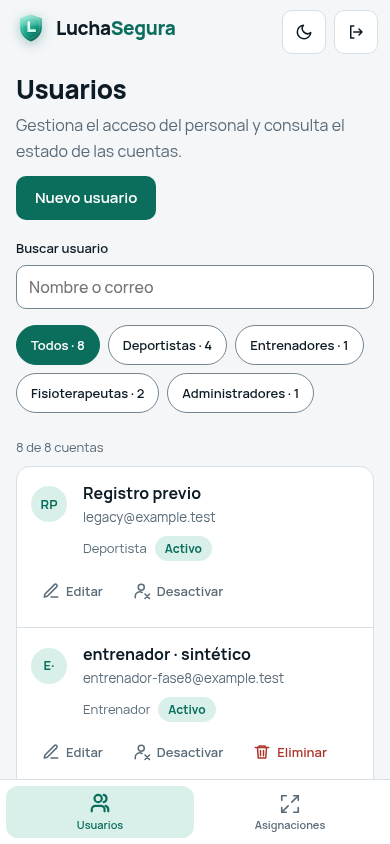 LuchaSegura
Usuarios
Gestiona el acceso del personal y consulta el
estado de las cuentas.
Nuevo usuario
Buscar usuario
Nombre o correo
Todos · 8
Deportistas · 4
Entrenadores · 1
Fisioterapeutas · 2
Administradores · 1
8 de 8 cuentas
RP
Registro previo
legacy@example.test
Deportista
Activo
Editar
Desactivar
E·
entrenador · sintético
entrenador-fase8@example.test
Entrenador
Activo
Editar
Desactivar
Eliminar
Usuarios
Asignaciones